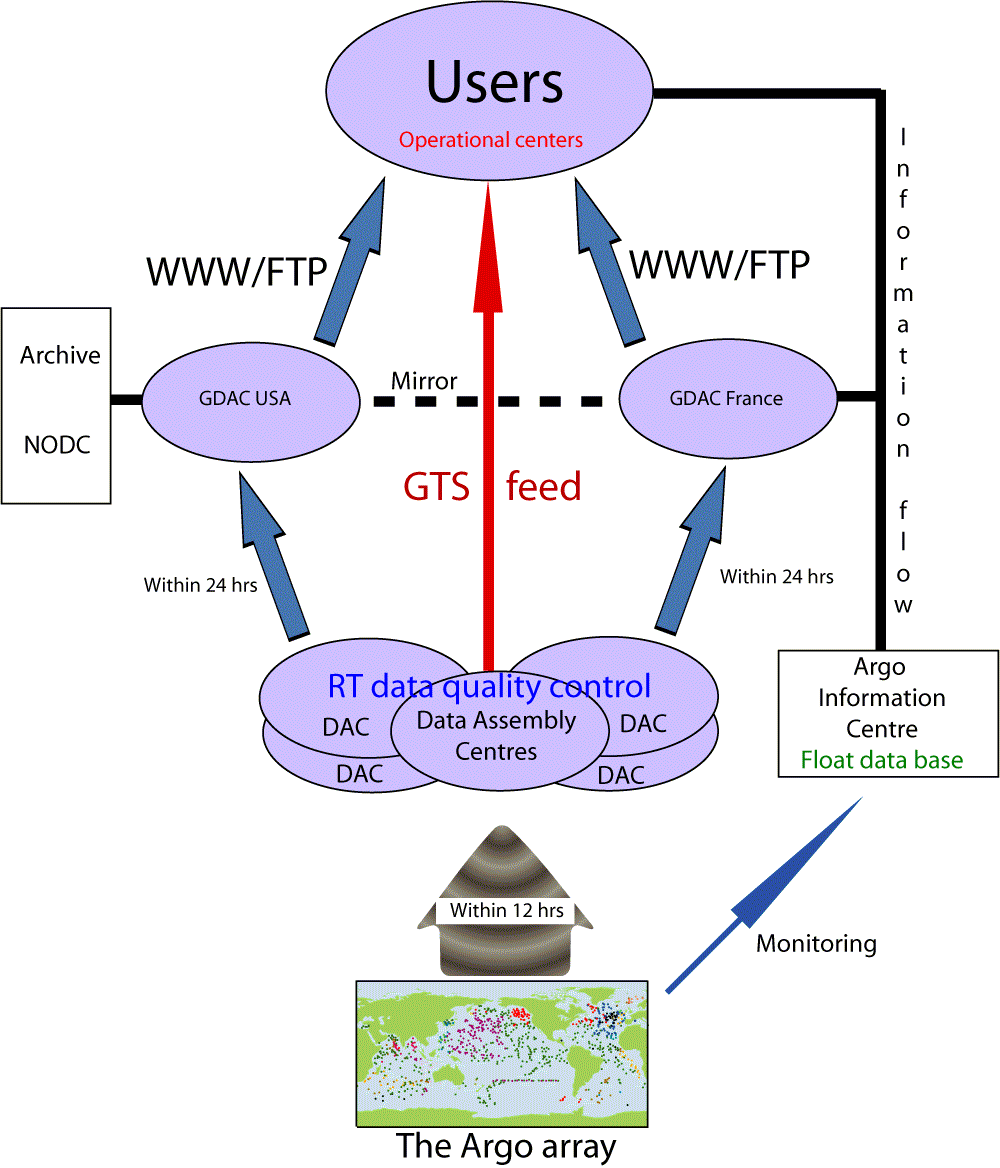 Users
Operational centers
WWW/FTP
WWW/FTP
Information flow
Archive
NODC
GDAC USA
Mirror
GDAC France
GTS feed
Within 24 hrs
Within 24 hrs
RT data quality control
DAC
Data Assembly
Centres
DAC
DAC
DAC
Argo
Information
Centre
Float data base
Within 12 hrs
Monitoring
The Argo array